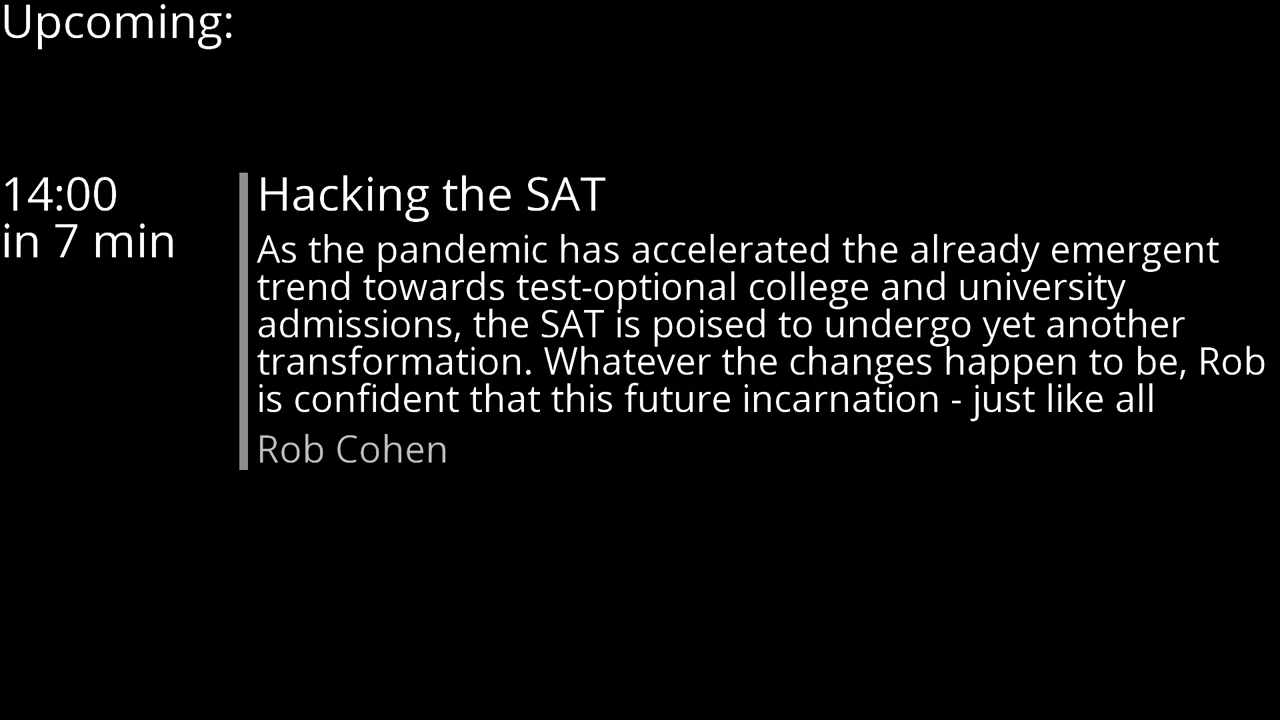 Upcoming:
14:00
in 7 min
Hacking the SAT
As the pandemic has accelerated the already emergent
trend towards test-optional college and university
admissions, the SAT is poised to undergo yet another
transformation. Whatever the changes happen to be, Rob
is confident that this future incarnation - just like all
Rob Cohen